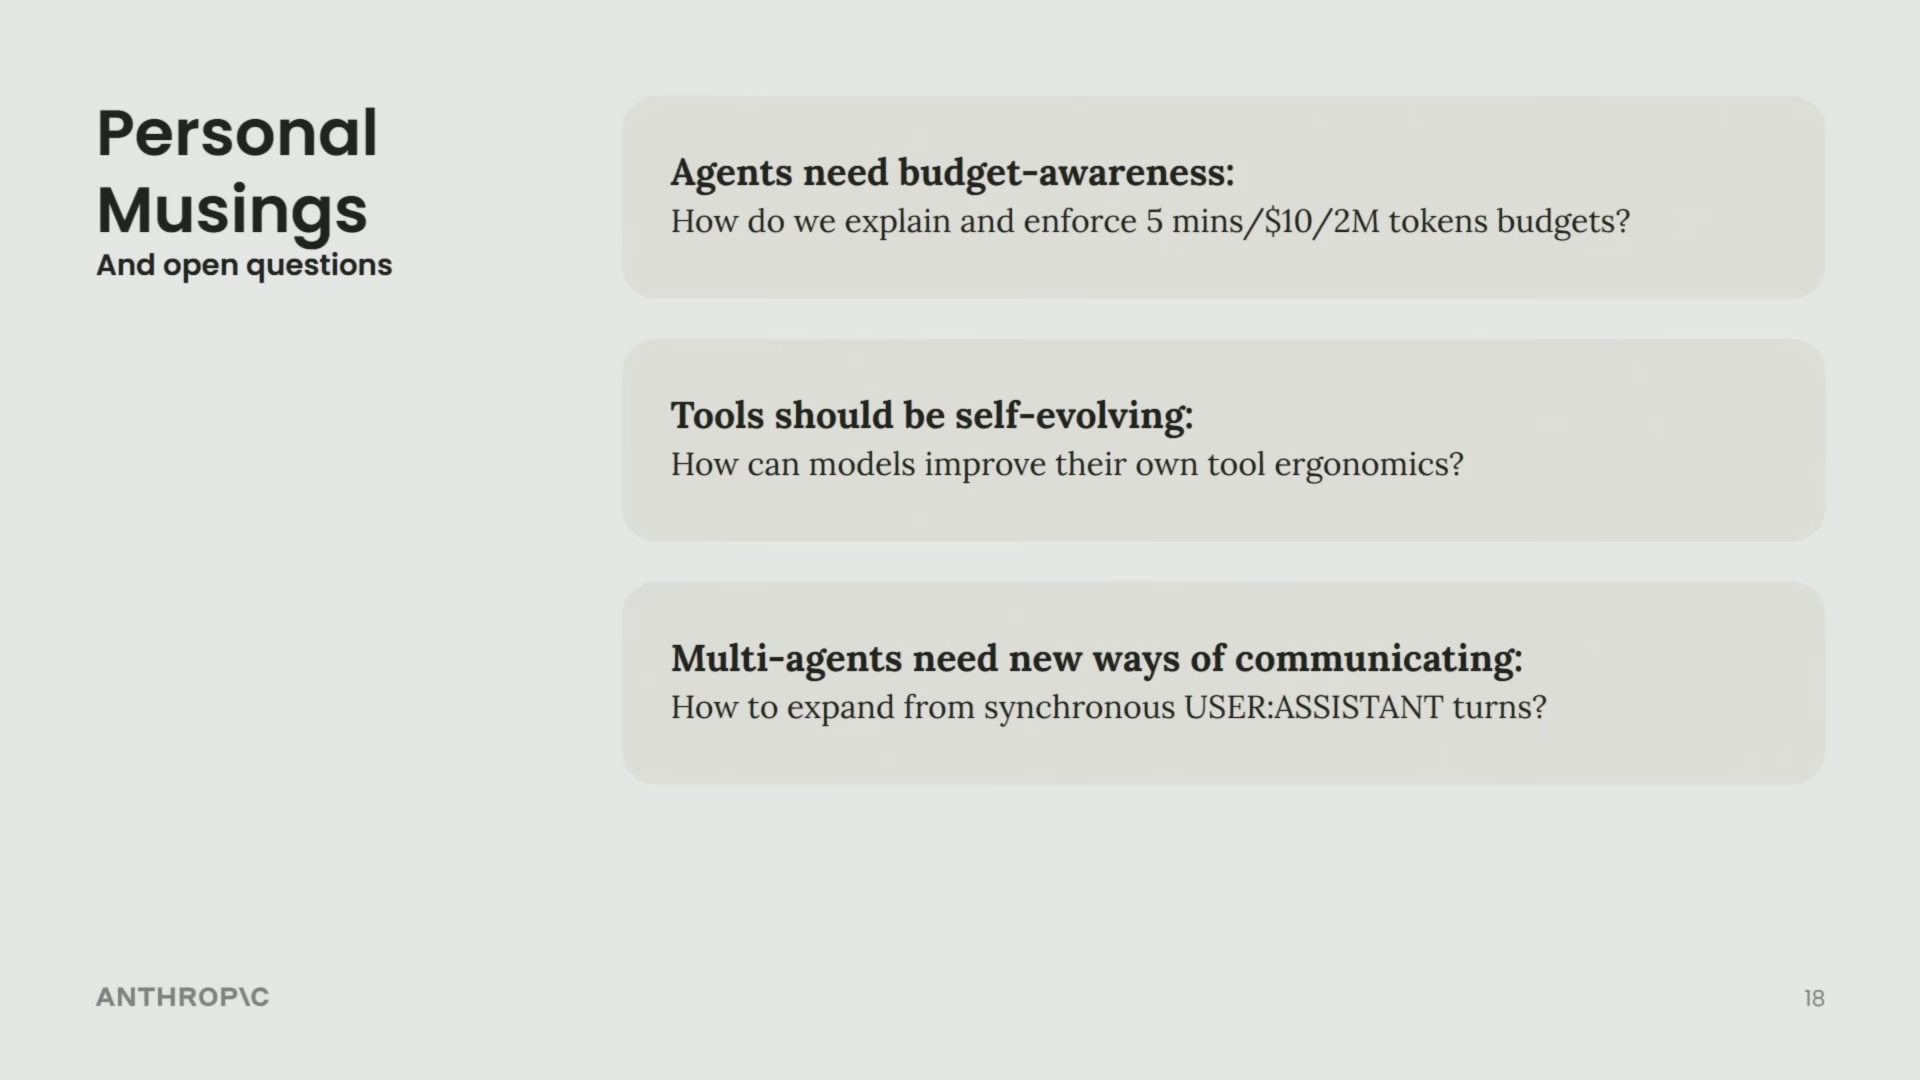 Personal
Musings
And open questions
Agents need budget-awareness:
How do we explain and enforce 5 mins/$10/2M tokens budgets?
Tools should be self-evolving:
How can models improve their own tool ergonomics?
Multi-agents need new ways of communicating:
How to expand from synchronous USER:ASSISTANT turns?
ANTHROP\C
18